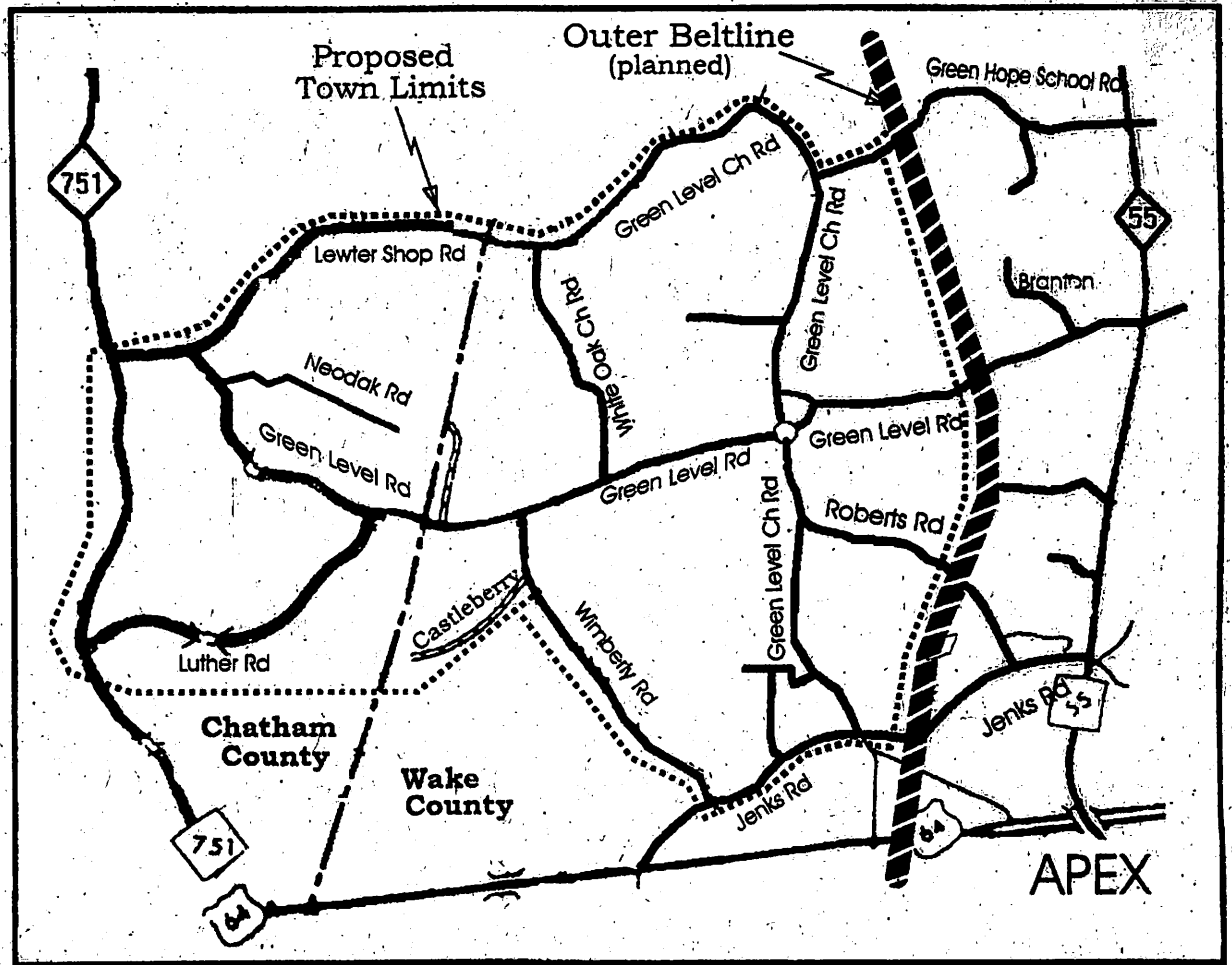 Proposed
Town Limits
Outer Beltline
(planned)
Green Hope School Rd
751
55
Green Level Ch Rd
Lewter Shop Rd
Green Level Ch Rd
White Oak Ch Rd
Branton
Neodak Rd
Green Level Rd
Green Level Rd
Green Level Rd
Green Level Ch Rd
Roberts Rd
Castleberry
Wimberly Rd
Luther Rd
Jenks Rd
55
Chatham
County
Wake
County
Jenks Rd
751
64
64
APEX